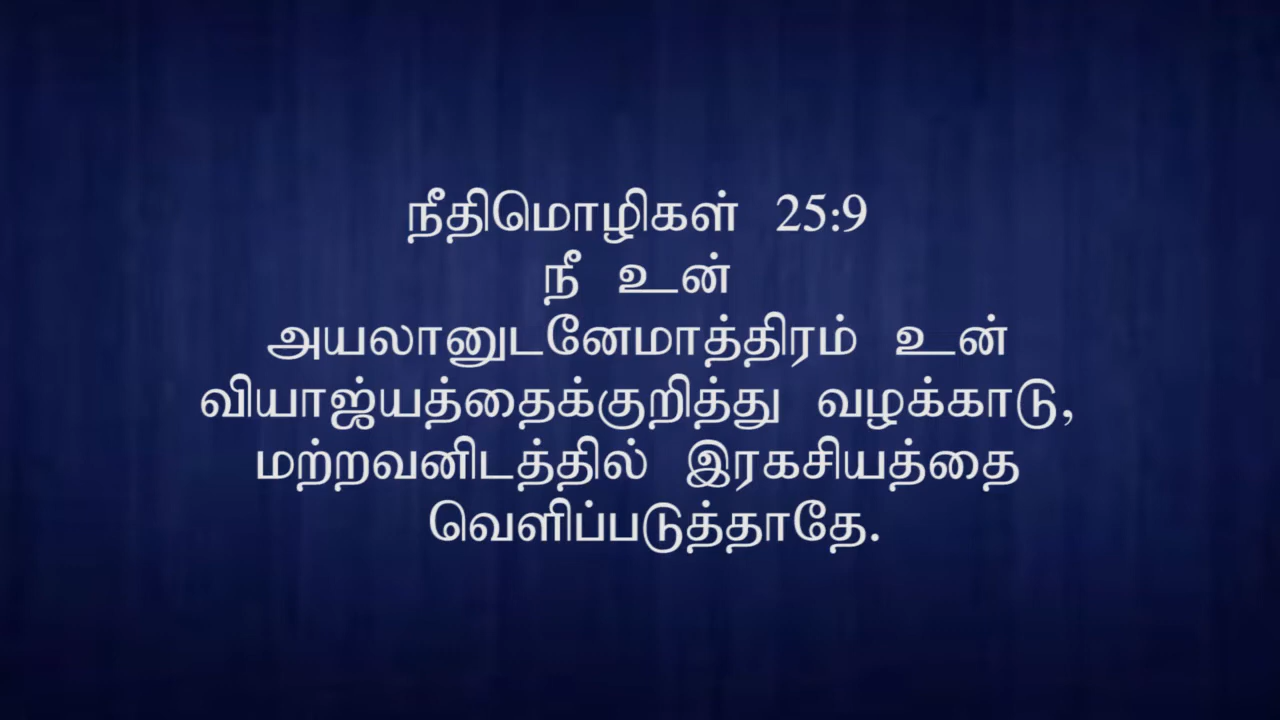 நீதிமொழிகள் 25:9
நீ உன்
அயலானுடனேமாத்திரம் உன்
வியாஜ்யத்தைக்குறித்து வழக்காடு,
மற்றவனிடத்தில் இரகசியத்தை
வெளிப்படுத்தாதே.